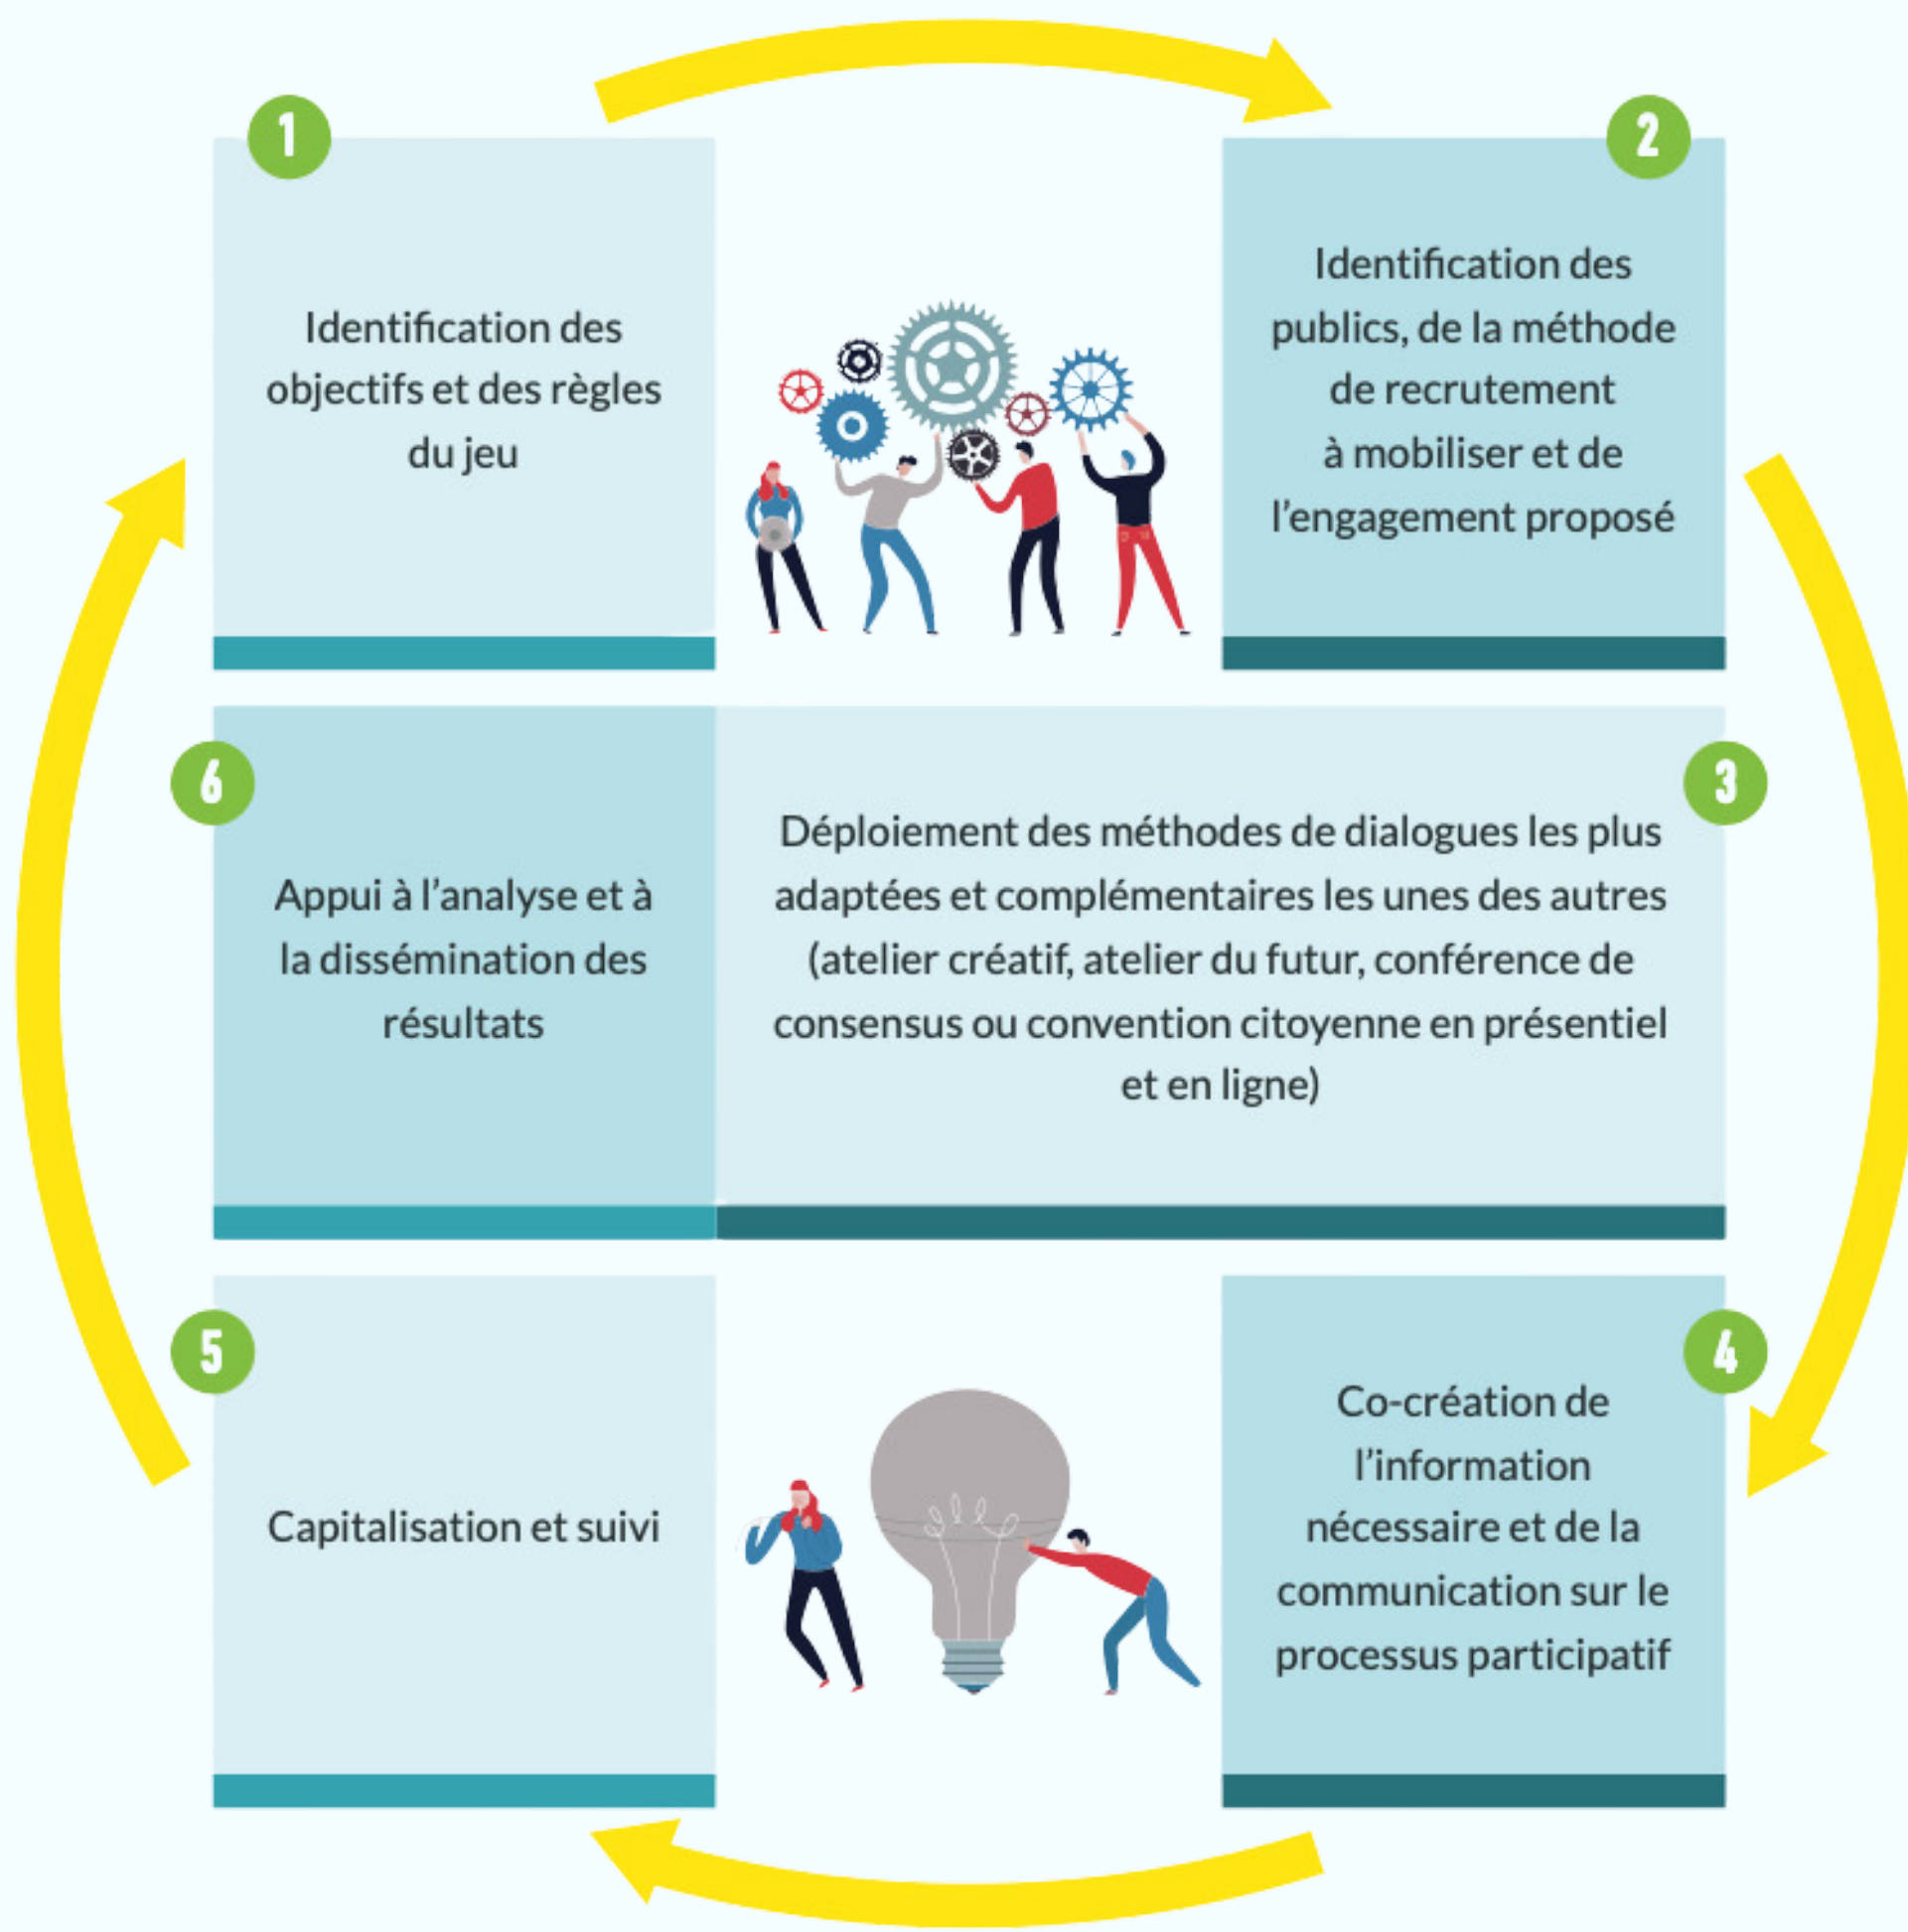 1
Identification des
objectifs et des règles
du jeu
2
Identification des
publics, de la méthode
de recrutement
à mobiliser et de
l'engagement proposé
3
Déploiement des méthodes de dialogues les plus
adaptées et complémentaires les unes des autres
(atelier créatif, atelier du futur, conférence de
consensus ou convention citoyenne en présentiel
et en ligne)
4
Co-création de
l'information
nécessaire et de la
communication sur le
processus participatif
5
Capitalisation et suivi
6
Appui à l'analyse et à
la dissémination des
résultats